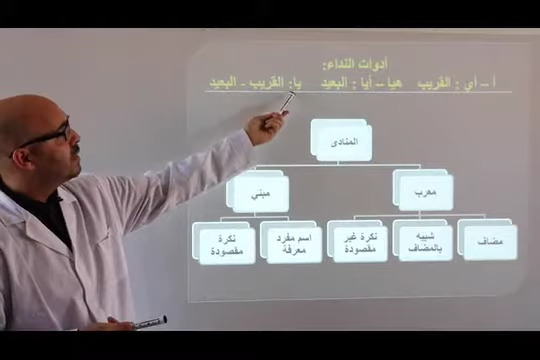 أدوات النداء:
أ – أي : القريب هيا – أيا : البعيد يا: القريب - البعيد
المنادى
معرب
مبني
مضاف
شبيه بالمضاف
نكرة غير مقصودة
اسم مفرد معرفة
نكرة مقصودة